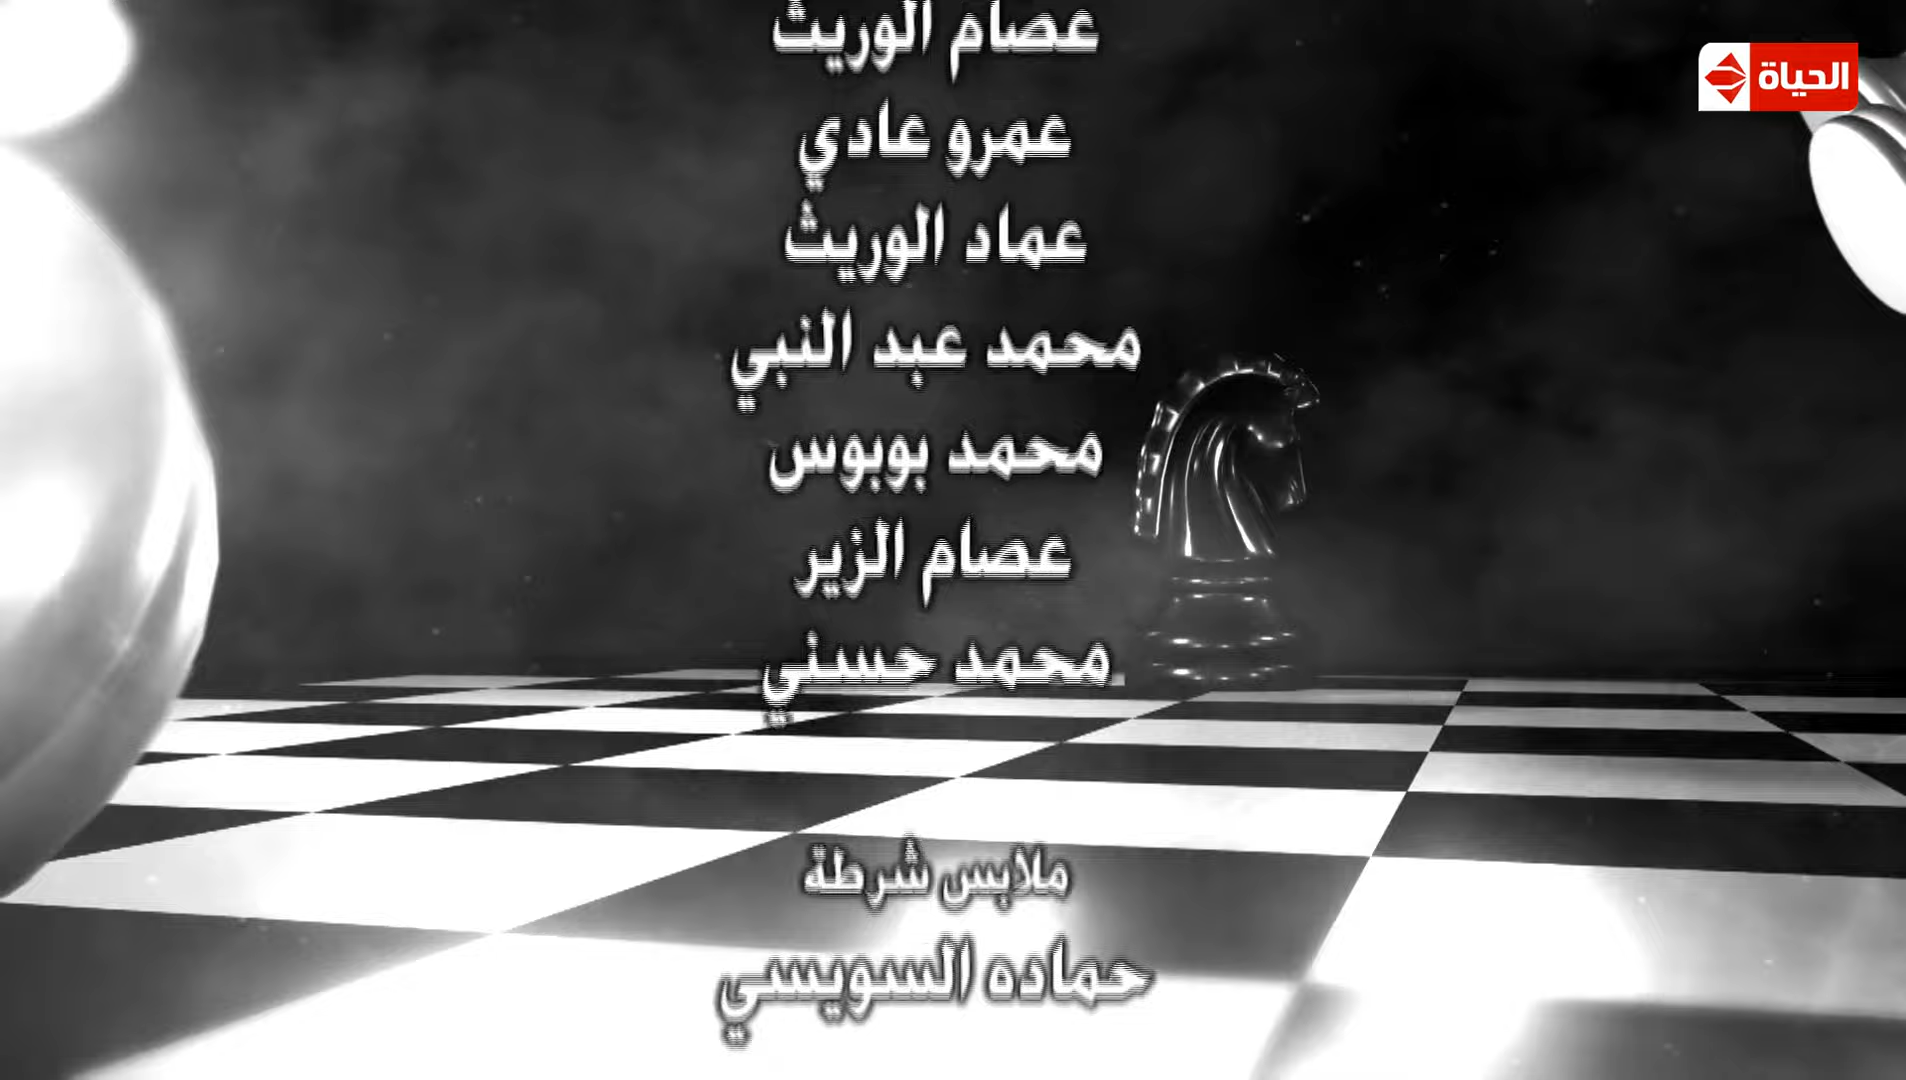 عصام الوريث
الحياة
عمرو عادي
عماد الوريث
محمد عبد النبي
محمد بوبوس
عصام الزير
محمد حسني
ملابس شرطة
حماده السويسي